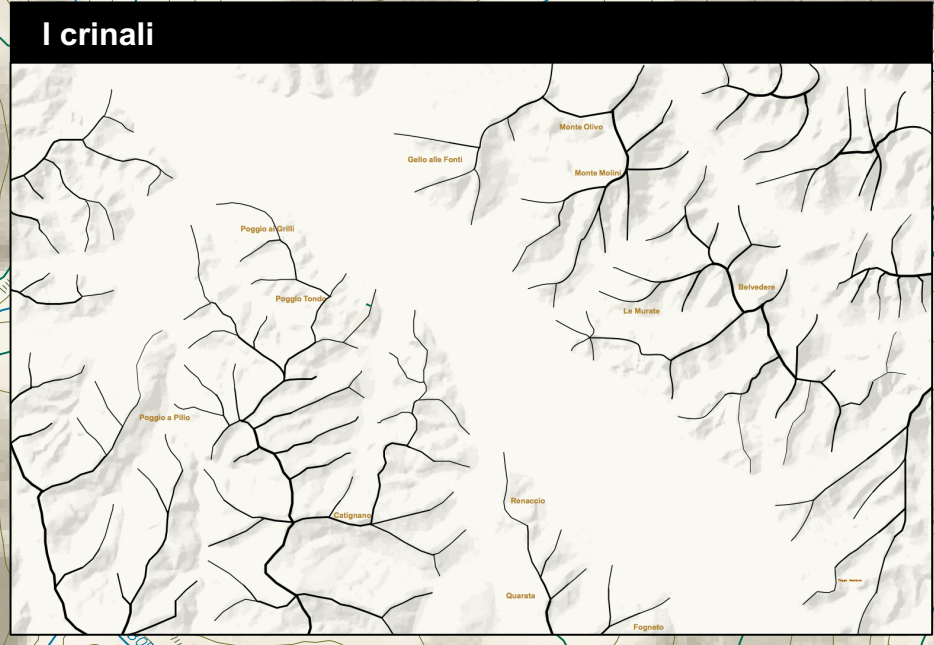 I crinali
Monte Olivo
Gello alle Fonti
Monte Molini
Poggio ai Grilli
Belvedere
Poggio Tondo
Le Murate
Poggio a Pillo
Renaccio
Catignano
Quarata
Fogneto